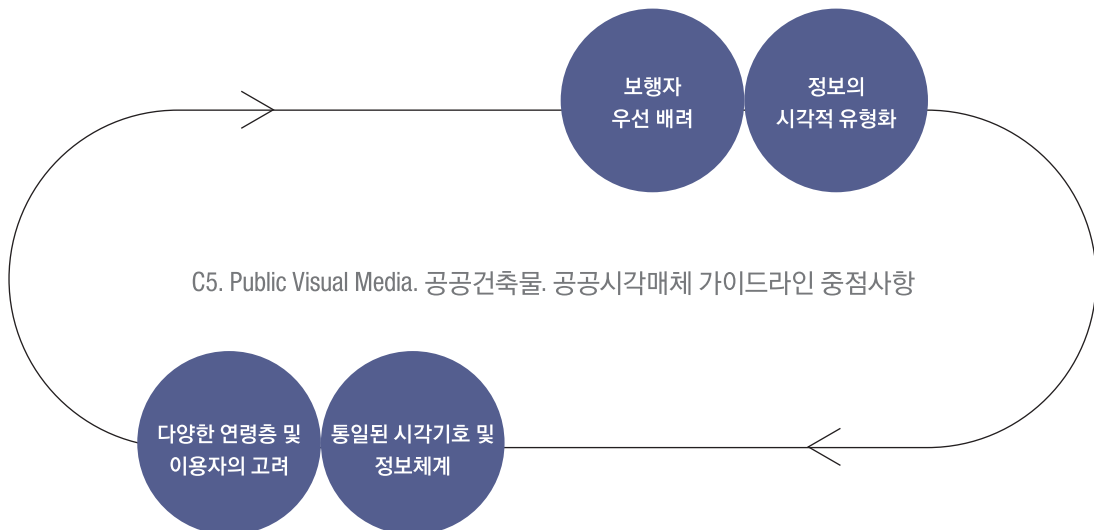 보행자
우선 배려
정보의
시각적 유형화
C5. Public Visual Media. 공공건축물. 공공시각매체 가이드라인 중점사항
다양한 연령층 및
이용자의 고려
통일된 시각기호 및
정보체계